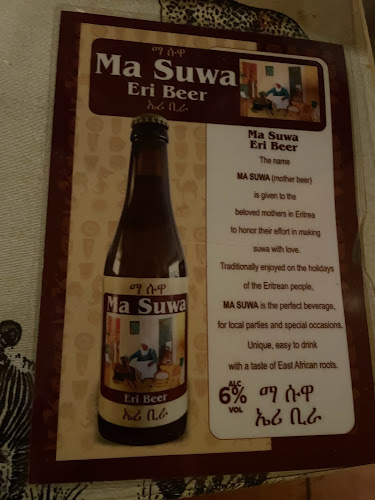 ማ ሱዋ
Ma Suwa
Eri Beer
ኤሪ ቢራ
Ma Suwa
Eri Beer
The name
MA SUWA (mother beer)
is given to the
beloved mothers in Eritrea
to honor their effort in making
suwa with love.
Traditionally enjoyed on the holidays
of the Eritrean people,
MA SUWA is the perfect beverage,
for local parties and special occasions.
Unique, easy to drink
with a taste of East African roots.
ALC
6%
VOL
ማ ሱዋ
ኤሪ ቢራ
ማ ሱዋ
Ma Suwa
Eri Beer
ኤሪ ቢራ